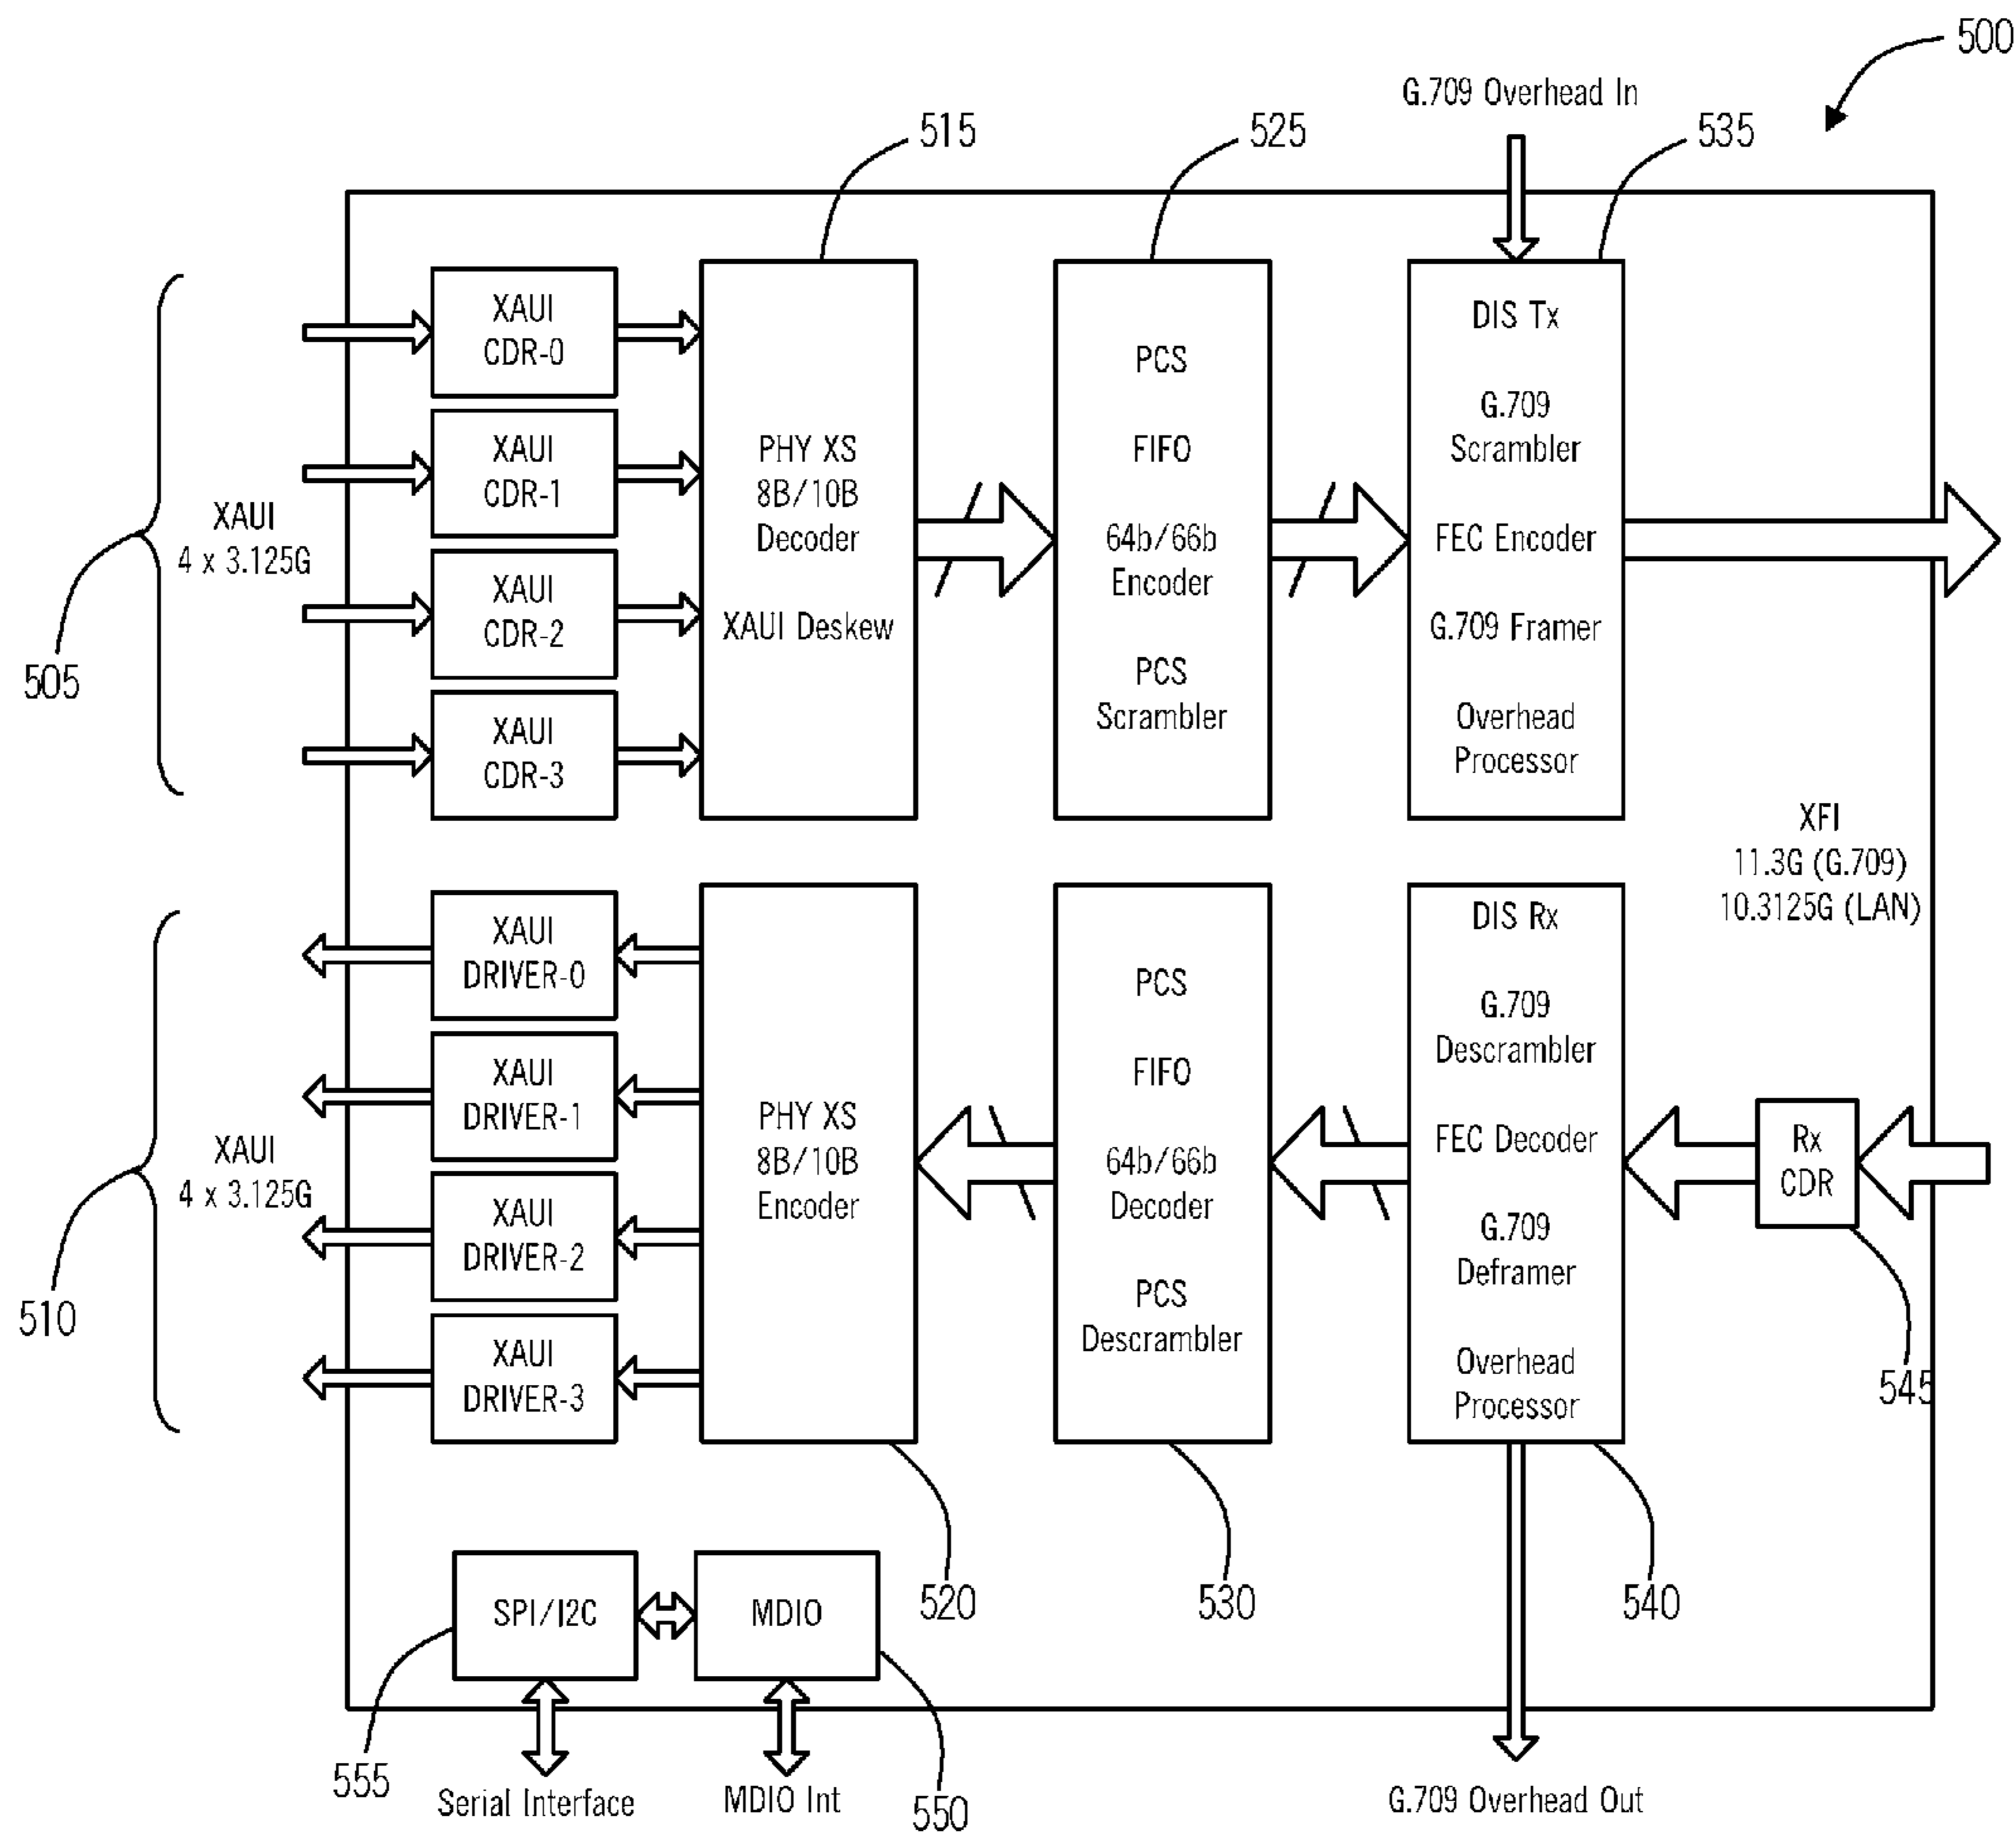 500
G.709 Overhead In
515
525
535
XAUI
4 x 3.125G
505
XAUI
CDR-0
XAUI
CDR-1
XAUI
CDR-2
XAUI
CDR-3
PHY XS
8B/10B
Decoder
XAUI Deskew
PCS
FIFO
64b/66b
Encoder
PCS
Scrambler
DIS Tx
G.709
Scrambler
FEC Encoder
G.709 Framer
Overhead
Processor
XFI
11.3G (G.709)
10.3125G (LAN)
XAUI
4 x 3.125G
510
XAUI
DRIVER-0
XAUI
DRIVER-1
XAUI
DRIVER-2
XAUI
DRIVER-3
PHY XS
8B/10B
Encoder
PCS
FIFO
64b/66b
Decoder
PCS
Descrambler
DIS Rx
G.709
Descrambler
FEC Decoder
G.709
Deframer
Overhead
Processor
Rx
CDR
545
520
530
540
SPI/I2C
MDIO
555
Serial Interface
MDIO Int
550
G.709 Overhead Out